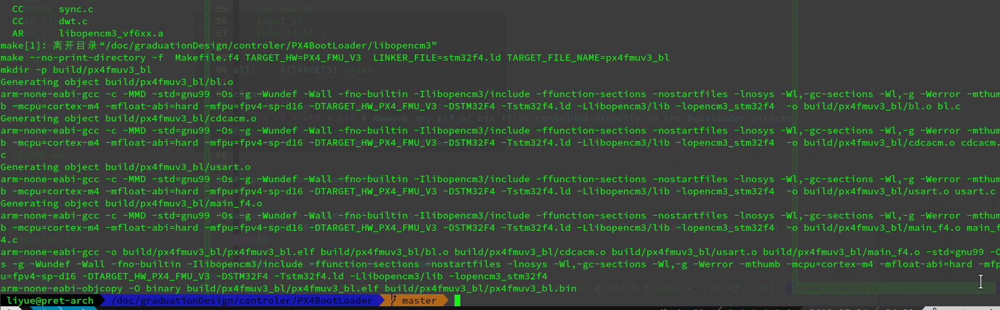 CC      sync.c
CC      dwt.c
AR      libopencm3_vf6xx.a
make[1]: 离开目录“/doc/graduationDesign/controler/PX4BootLoader/libopencm3”
make --no-print-directory -f  Makefile.f4 TARGET_HW=PX4_FMU_V3  LINKER_FILE=stm32f4.ld TARGET_FILE_NAME=px4fmuv3_bl
mkdir -p build/px4fmuv3_bl
Generating object build/px4fmuv3_bl/bl.o
arm-none-eabi-gcc -c -MMD -std=gnu99 -Os -g -Wundef -Wall -fno-builtin -Ilibopencm3/include -ffunction-sections -nostartfiles -lnosys -Wl,-gc-sections -Wl,-g -Werror -mthum
b -mcpu=cortex-m4 -mfloat-abi=hard -mfpu=fpv4-sp-d16 -DTARGET_HW_PX4_FMU_V3 -DSTM32F4 -Tstm32f4.ld -Llibopencm3/lib -lopencm3_stm32f4  -o build/px4fmuv3_bl/bl.o bl.c
Generating object build/px4fmuv3_bl/cdcacm.o
arm-none-eabi-gcc -c -MMD -std=gnu99 -Os -g -Wundef -Wall -fno-builtin -Ilibopencm3/include -ffunction-sections -nostartfiles -lnosys -Wl,-gc-sections -Wl,-g -Werror -mthum
b -mcpu=cortex-m4 -mfloat-abi=hard -mfpu=fpv4-sp-d16 -DTARGET_HW_PX4_FMU_V3 -DSTM32F4 -Tstm32f4.ld -Llibopencm3/lib -lopencm3_stm32f4  -o build/px4fmuv3_bl/cdcacm.o cdcacm.
c
Generating object build/px4fmuv3_bl/usart.o
arm-none-eabi-gcc -c -MMD -std=gnu99 -Os -g -Wundef -Wall -fno-builtin -Ilibopencm3/include -ffunction-sections -nostartfiles -lnosys -Wl,-gc-sections -Wl,-g -Werror -mthum
b -mcpu=cortex-m4 -mfloat-abi=hard -mfpu=fpv4-sp-d16 -DTARGET_HW_PX4_FMU_V3 -DSTM32F4 -Tstm32f4.ld -Llibopencm3/lib -lopencm3_stm32f4  -o build/px4fmuv3_bl/usart.o usart.c
Generating object build/px4fmuv3_bl/main_f4.o
arm-none-eabi-gcc -c -MMD -std=gnu99 -Os -g -Wundef -Wall -fno-builtin -Ilibopencm3/include -ffunction-sections -nostartfiles -lnosys -Wl,-gc-sections -Wl,-g -Werror -mthum
b -mcpu=cortex-m4 -mfloat-abi=hard -mfpu=fpv4-sp-d16 -DTARGET_HW_PX4_FMU_V3 -DSTM32F4 -Tstm32f4.ld -Llibopencm3/lib -lopencm3_stm32f4  -o build/px4fmuv3_bl/main_f4.o main_f
4.c
arm-none-eabi-gcc -o build/px4fmuv3_bl/px4fmuv3_bl.elf build/px4fmuv3_bl/bl.o build/px4fmuv3_bl/cdcacm.o build/px4fmuv3_bl/usart.o build/px4fmuv3_bl/main_f4.o -std=gnu99 -O
s -g -Wundef -Wall -fno-builtin -Ilibopencm3/include -ffunction-sections -nostartfiles -lnosys -Wl,-gc-sections -Wl,-g -Werror -mthumb -mcpu=cortex-m4 -mfloat-abi=hard -mfp
u=fpv4-sp-d16 -DTARGET_HW_PX4_FMU_V3 -DSTM32F4 -Tstm32f4.ld -Llibopencm3/lib -lopencm3_stm32f4
arm-none-eabi-objcopy -O binary build/px4fmuv3_bl/px4fmuv3_bl.elf build/px4fmuv3_bl/px4fmuv3_bl.bin
liyue@pret-arch /doc/graduationDesign/controler/PX4BootLoader master